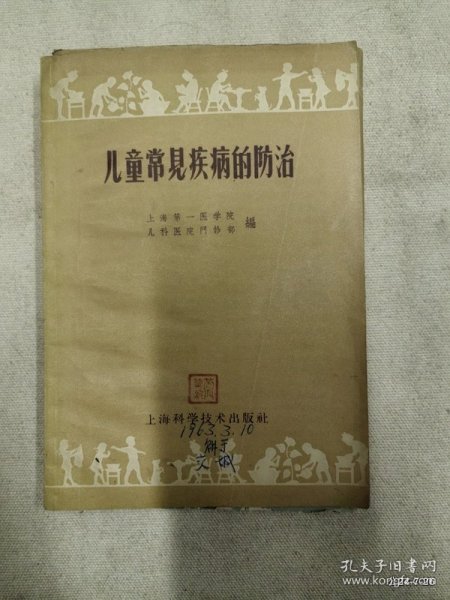 儿童常見疾病的防治
上海第一医学院
儿科医院門診部 編
上海科学技术出版社
1963.3.10
孔夫子旧书网